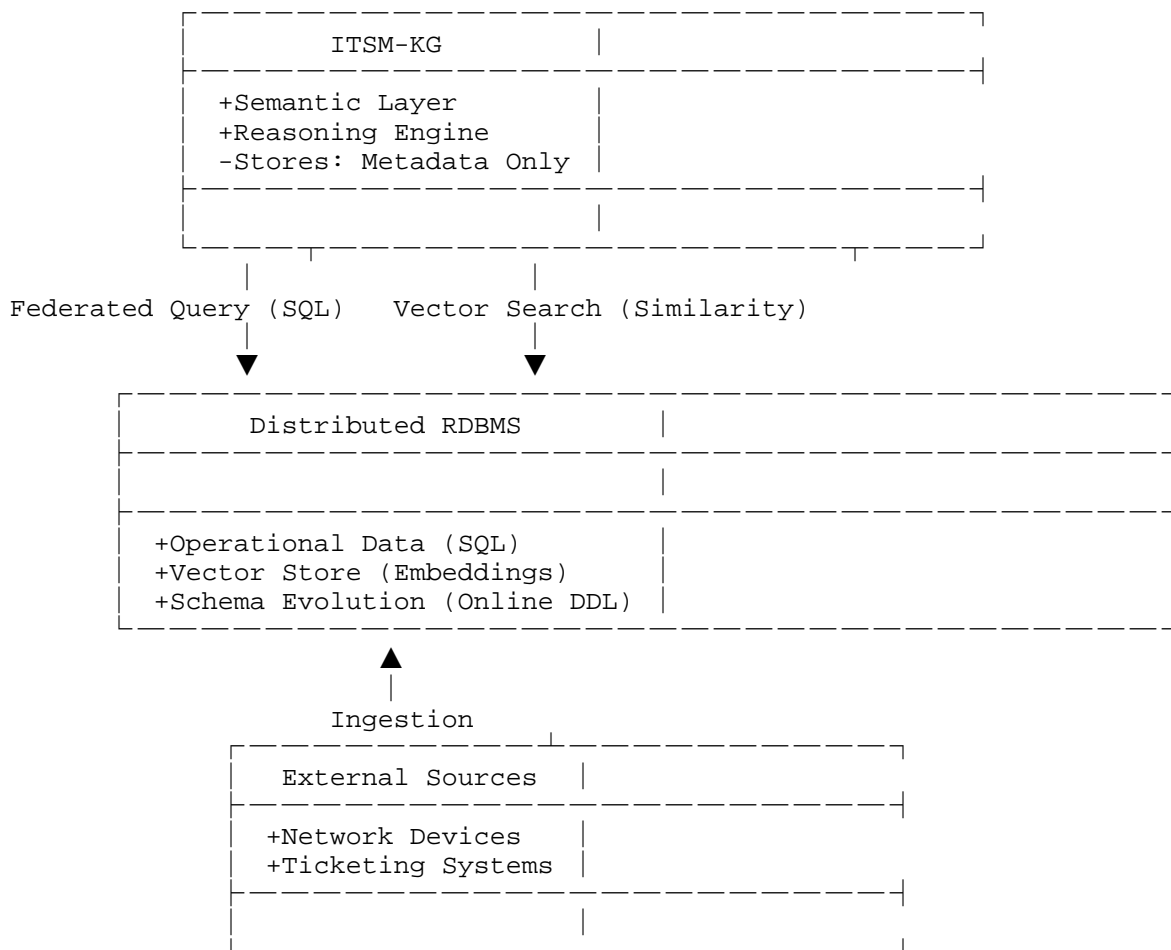 ITSM-KG
+Semantic Layer
+Reasoning Engine
-Stores: Metadata Only
Federated Query (SQL) Vector Search (Similarity)
Distributed RDBMS
+Operational Data (SQL)
+Vector Store (Embeddings)
+Schema Evolution (Online DDL)
Ingestion
External Sources
+Network Devices
+Ticketing Systems